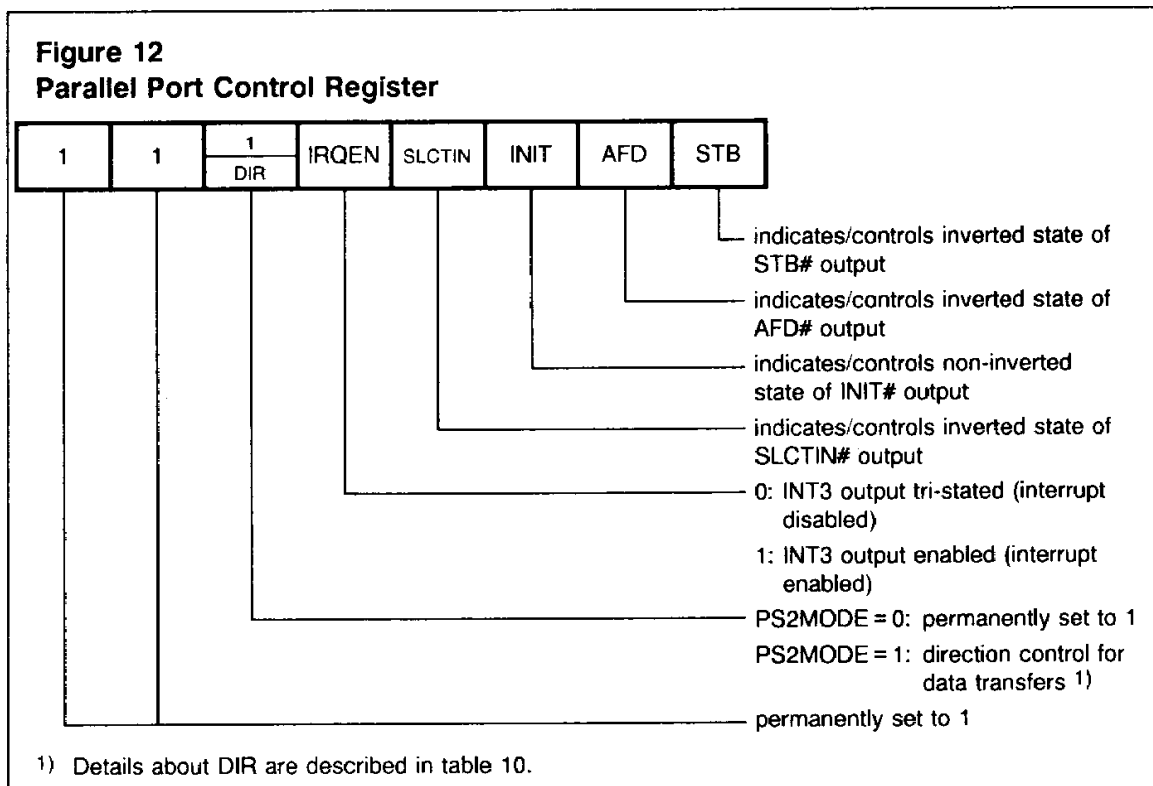 Figure 12
Parallel Port Control Register
1 1 1 IRQEN SLCTIN INIT AFD STB
DIR
indicates/controls inverted state of
STB# output
indicates/controls inverted state of
AFD# output
indicates/controls non-inverted
state of INIT# output
indicates/controls inverted state of
SLCTIN# output
0: INT3 output tri-stated (interrupt
disabled)
1: INT3 output enabled (interrupt
enabled)
PS2MODE = 0: permanently set to 1
PS2MODE = 1: direction control for
data transfers 1)
permanently set to 1
1) Details about DIR are described in table 10.